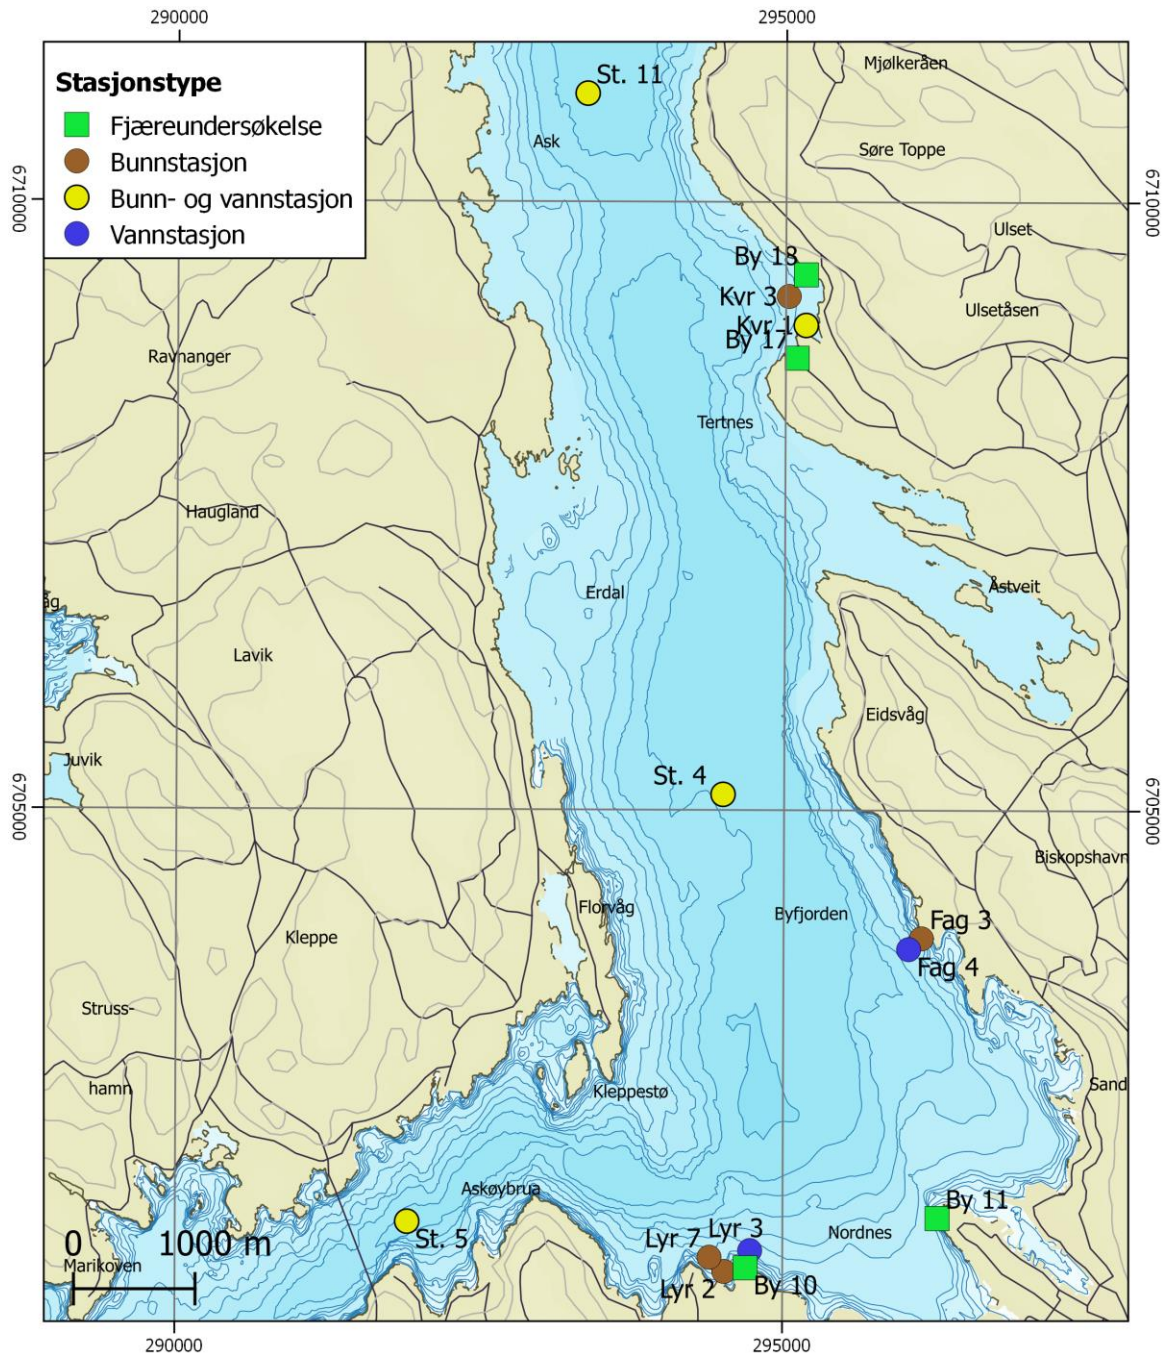 290000
295000
Stasjonstype
Fjæreundersøkelse
Bunnstasjon
Bunn- og vannstasjon
Vannstasjon
St. 11
Ask
Mjølkeråen
Søre Toppe
6710000
6710000
Ulset
By 18
Kvr 3
Ulsetåsen
Kvr 1
By 17
Ravnanger
Tertnes
Haugland
Erdal
Åstveit
åg
Lavik
Eidsvåg
Juvik
St. 4
6705000
6705000
Biskopshavn
Florvåg
Byfjorden
Fag 3
Kleppe
Fag 4
Struss-
hamn
Kleppestø
Sand
Askøybrua
By 11
St. 5
Lyr 3
Nordnes
Lyr 7
0 1000 m
Marikoven
Lyr 2
By 10
290000
295000